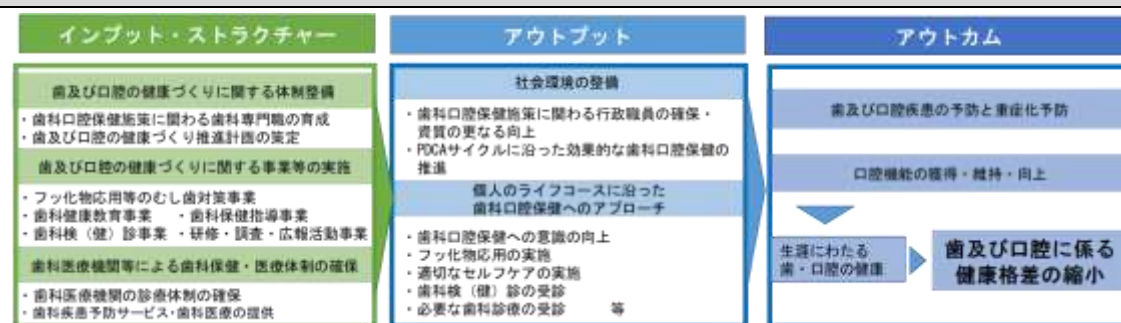 インプット・ストラクチャー
歯及び口腔の健康づくりに関する体制整備
・歯科口腔保健施策に関わる歯科専門職の育成
・歯及び口腔の健康づくり推進計画の策定
歯及び口腔の健康づくりに関する事業等の実施
・フッ化物応用等のむし歯対策事業
・歯科健康教育事業 ・歯科保健指導事業
・歯科検（健）診事業 ・研修・調査・広報活動事業
歯科医療機関等による歯科保健・医療体制の確保
・歯科医療機関の診療体制の確保
・歯科疾患予防サービス・歯科医療の提供
アウトプット
社会環境の整備
・歯科口腔保健施策に関わる行政職員の確保・
資質の更なる向上
・PDCAサイクルに沿った効果的な歯科口腔保健の
推進
個人のライフコースに沿った
歯科口腔保健へのアプローチ
・歯科口腔保健への意識の向上
・フッ化物応用の実施
・適切なセルフケアの実施
・歯科検（健）診の受診
・必要な歯科診療の受診 等
アウトカム
歯及び口腔疾患の予防と重症化予防
口腔機能の獲得・維持・向上
生涯にわたる
歯・口腔の健康
歯及び口腔に係る
健康格差の縮小